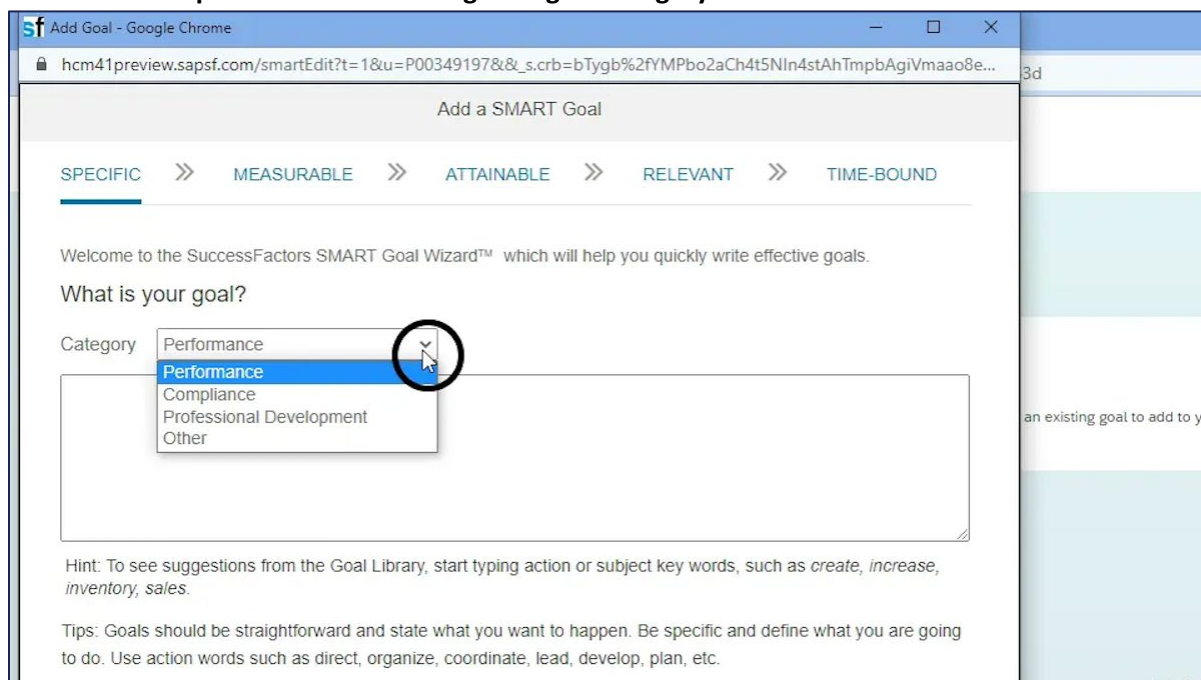 sf Add Goal - Google Chrome
hcm41preview.sapsf.com/smartEdit?t=1&u=P00349197&&_s.crb=bTygb%2fYMPbo2aCh4t5NIn4stAhTmpbAgiVmaao8e...
3d
Add a SMART Goal
SPECIFIC >> MEASURABLE >> ATTAINABLE >> RELEVANT >> TIME-BOUND
Welcome to the SuccessFactors SMART Goal Wizard™ which will help you quickly write effective goals.
What is your goal?
Category Performance
Performance
Compliance
Professional Development
Other
an existing goal to add to y
Hint: To see suggestions from the Goal Library, start typing action or subject key words, such as create, increase,
inventory, sales.
Tips: Goals should be straightforward and state what you want to happen. Be specific and define what you are going
to do. Use action words such as direct, organize, coordinate, lead, develop, plan, etc.